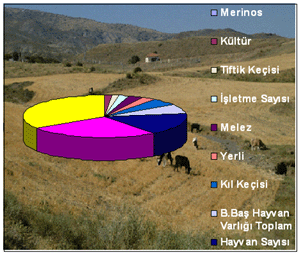 Merinos
Kültür
Tiftik Keçisi
İşletme Sayısı
Melez
Yerli
Kıl Keçisi
B.Baş Hayvan
Varlığı Toplam
Hayvan Sayısı